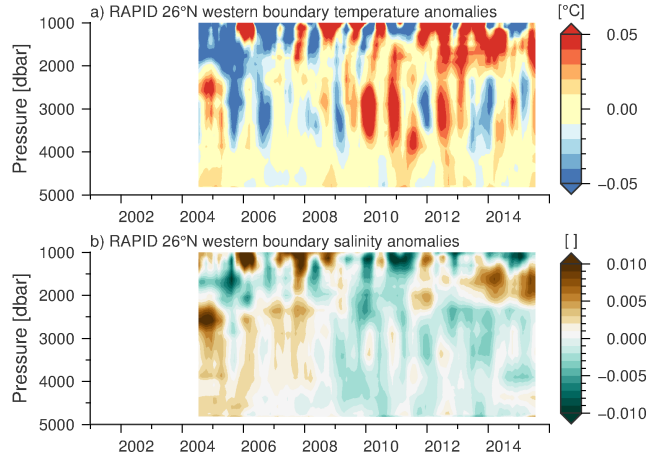 a) RAPID 26°N western boundary temperature anomalies
[°C]
Pressure [dbar]
1000
2000
3000
4000
5000
2002 2004 2006 2008 2010 2012 2014
0.05
0.00
−0.05
b) RAPID 26°N western boundary salinity anomalies
[ ]
Pressure [dbar]
1000
2000
3000
4000
5000
2002 2004 2006 2008 2010 2012 2014
0.010
0.005
0.000
−0.005
−0.010